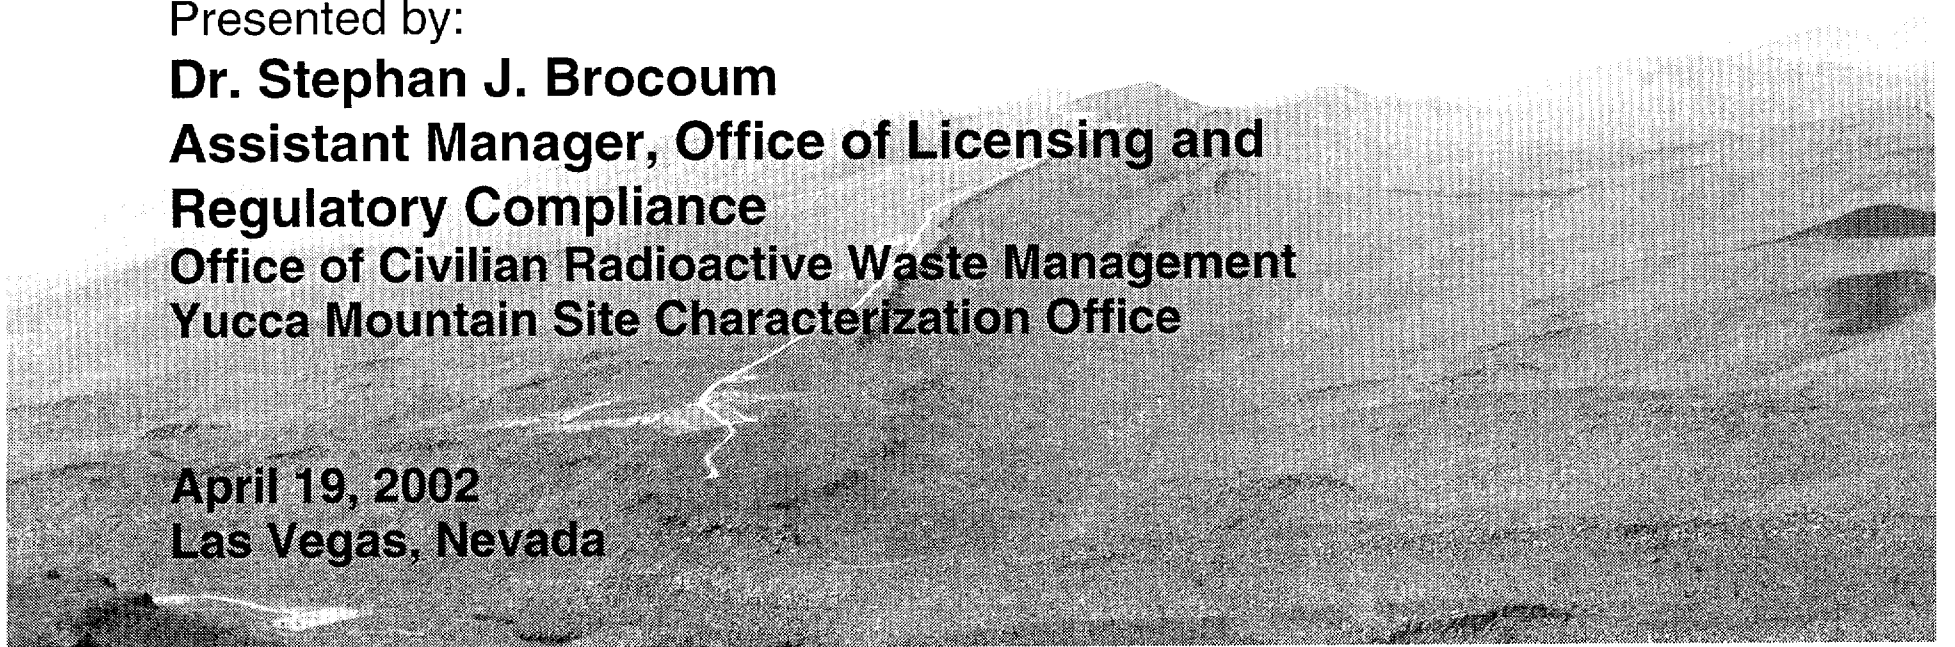 Presented by:
Dr. Stephan J. Brocoum
Assistant Manager, Office of Licensing and
Regulatory Compliance
Office of Civilian Radioactive Waste Management
Yucca Mountain Site Characterization Office
April 19, 2002
Las Vegas, Nevada